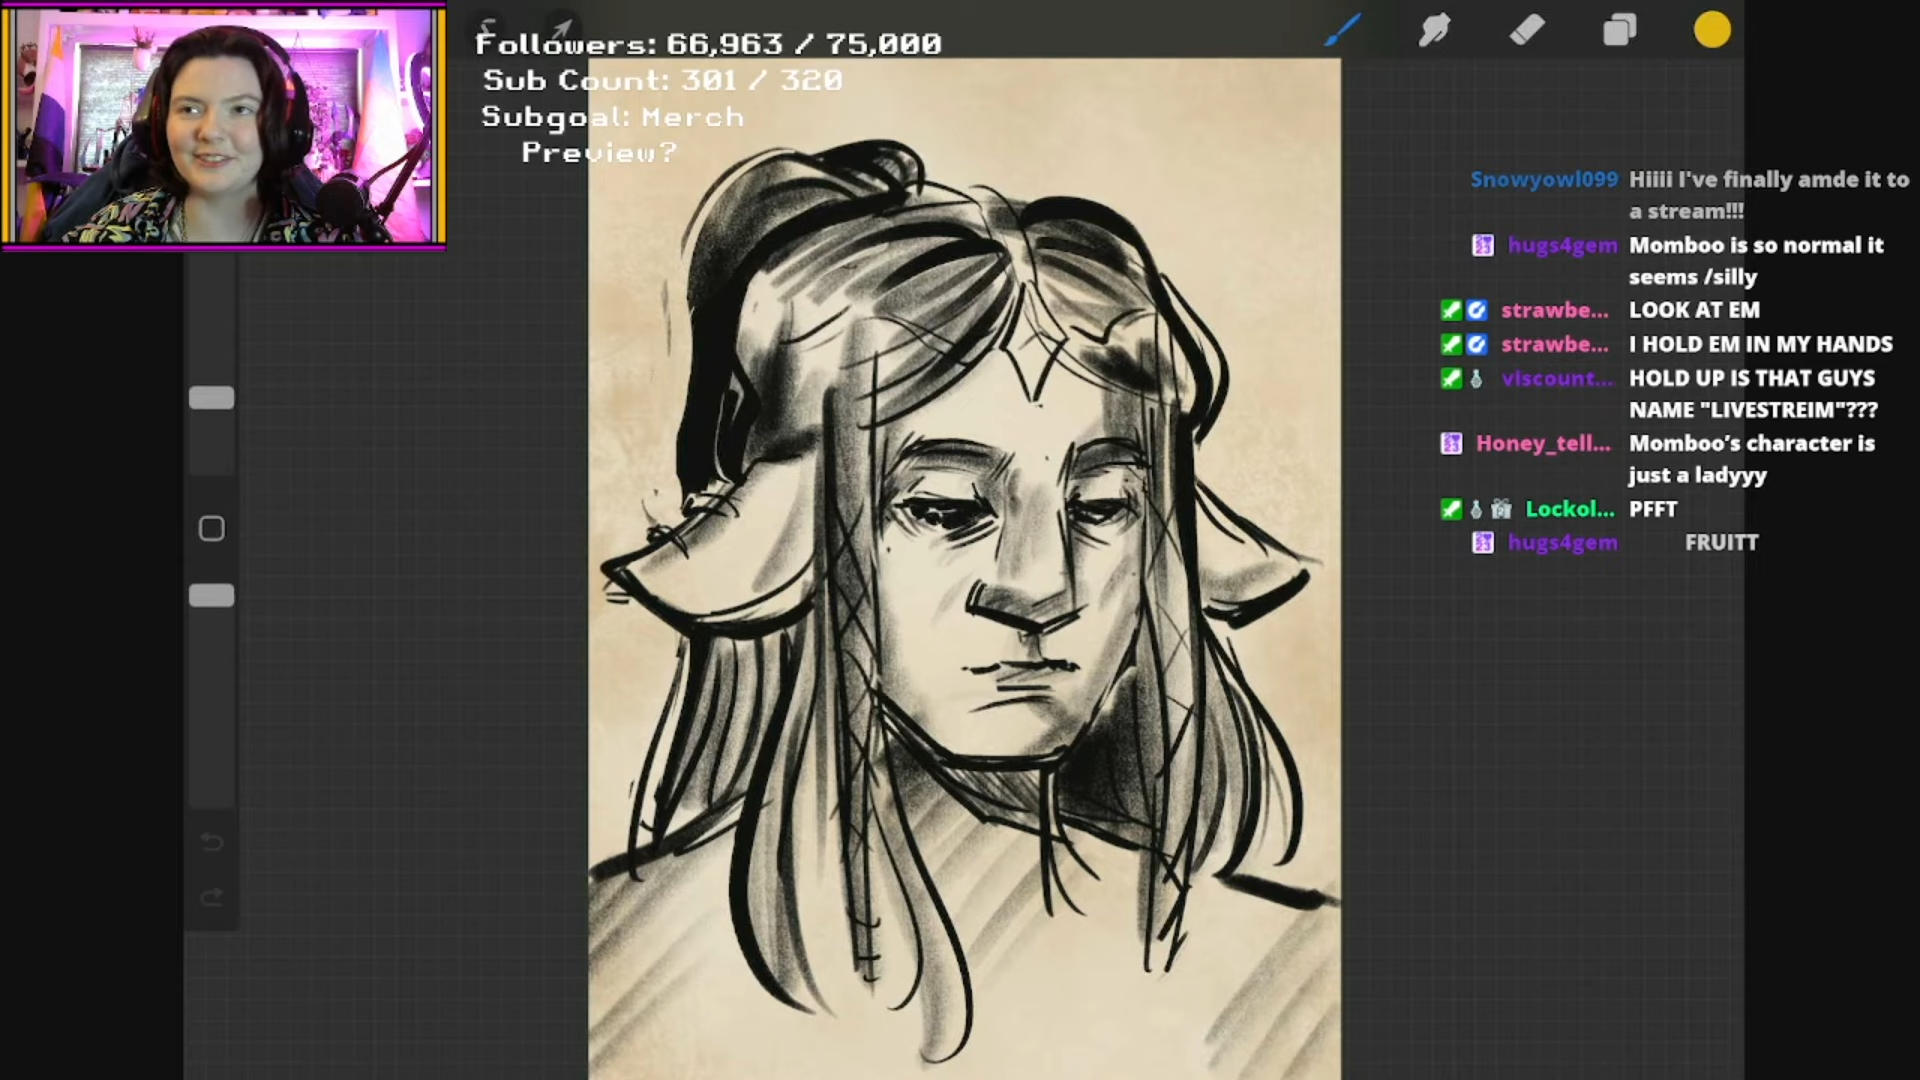 Followers: 66,963 / 75,000
Sub Count: 301 / 320
Subgoal: Merch
Preview?
Snowyowl099 Hiiii I've finally amde it to
a stream!!!
hugs4gem Momboo is so normal it
seems /silly
strawbe... LOOK AT EM
strawbe... I HOLD EM IN MY HANDS
vlscount... HOLD UP IS THAT GUYS
NAME "LIVESTREIM"???
Honey_tell... Momboo’s character is
just a ladyyy
Lockol... PFFT
hugs4gem FRUITT